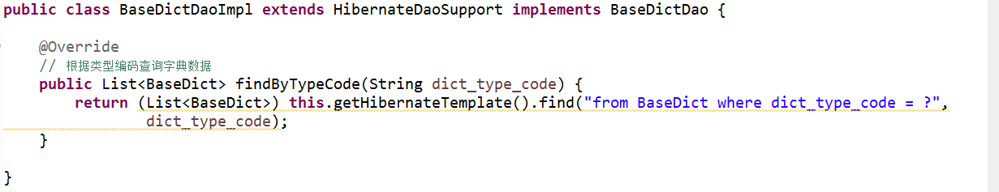 public class BaseDictDaoImpl extends HibernateDaoSupport implements BaseDictDao {
@Override
// 根据类型编码查询字典数据
public List<BaseDict> findByTypeCode(String dict_type_code) {
return (List<BaseDict>) this.getHibernateTemplate().find("from BaseDict where dict_type_code = ?",
dict_type_code);
}
}